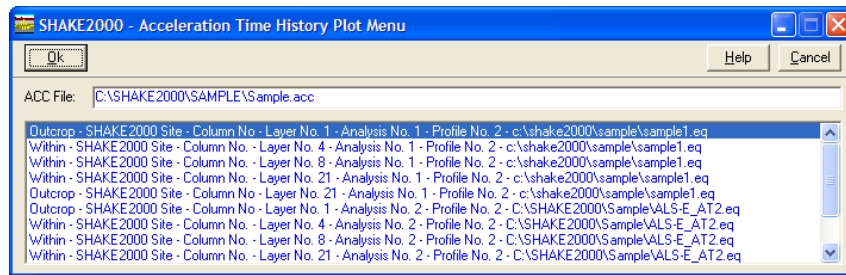 SHAKE2000 - Acceleration Time History Plot Menu
Ok Help Cancel
ACC File: C:\SHAKE2000\SAMPLE\Sample.acc
Outcrop - SHAKE2000 Site - Column No - Layer No. 1 - Analysis No. 1 - Profile No. 2 - c:\shake2000\sample\sample1.eq
Within - SHAKE2000 Site - Column No. - Layer No. 4 - Analysis No. 1 - Profile No. 2 - c:\shake2000\sample\sample1.eq
Within - SHAKE2000 Site - Column No. - Layer No. 8 - Analysis No. 1 - Profile No. 2 - c:\shake2000\sample\sample1.eq
Within - SHAKE2000 Site - Column No. - Layer No. 21 - Analysis No. 1 - Profile No. 2 - c:\shake2000\sample\sample1.eq
Outcrop - SHAKE2000 Site - Column No - Layer No. 21 - Analysis No. 1 - Profile No. 2 - c:\shake2000\sample\sample1.eq
Outcrop - SHAKE2000 Site - Column No - Layer No. 1 - Analysis No. 2 - Profile No. 2 - C:\SHAKE2000\Sample\ALS-E_AT2.eq
Within - SHAKE2000 Site - Column No. - Layer No. 4 - Analysis No. 2 - Profile No. 2 - C:\SHAKE2000\Sample\ALS-E_AT2.eq
Within - SHAKE2000 Site - Column No. - Layer No. 8 - Analysis No. 2 - Profile No. 2 - C:\SHAKE2000\Sample\ALS-E_AT2.eq
Within - SHAKE2000 Site - Column No. - Layer No. 21 - Analysis No. 2 - Profile No. 2 - C:\SHAKE2000\Sample\ALS-E_AT2.eq